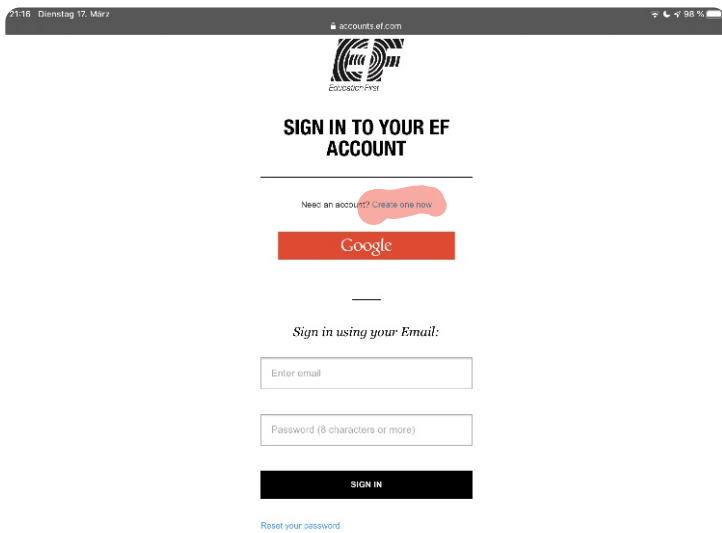 21:16 Dienstag 17. März
98 %
accounts.ef.com
EF
Education First
SIGN IN TO YOUR EF
ACCOUNT
Need an account? Create one now
Google
Sign in using your Email:
Enter email
Password (8 characters or more)
SIGN IN
Reset your password